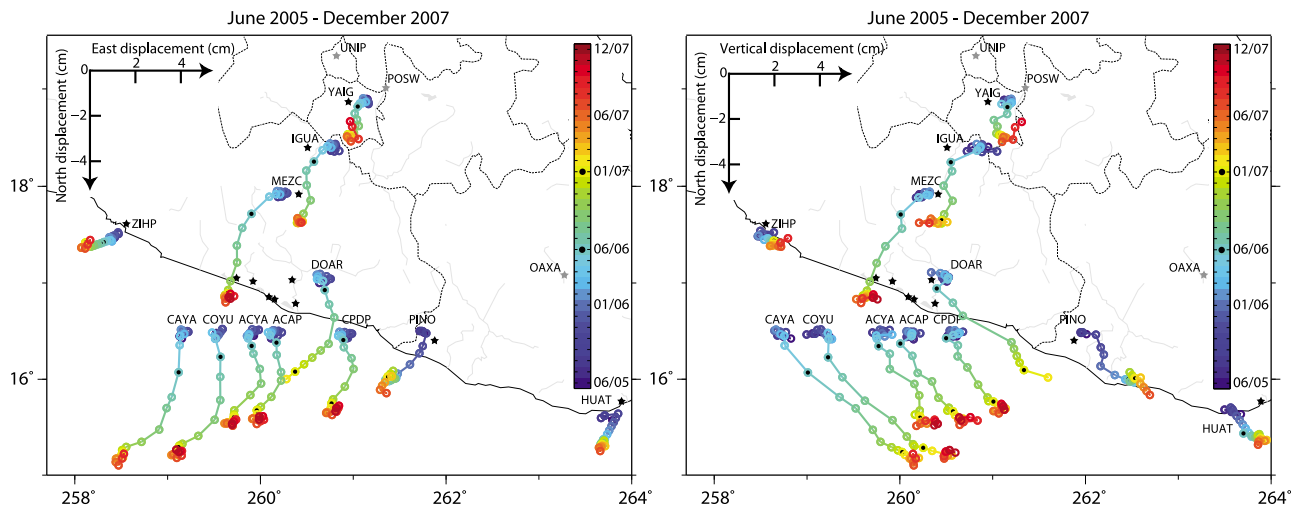 June 2005 - December 2007
East displacement (cm)
0 2 4
0
−2
−4
North displacement (cm)
UNIP
POSW
YAIG
IGUA
MEZC
ZIHP
DOAR
OAXA
CAYA COYU ACYA ACAP CPDP PINO
HUAT
12/07
06/07
01/07
06/06
01/06
06/05
18°
16°
258° 260° 262° 264°
June 2005 - December 2007
Vertical displacement (cm)
0 2 4
0
−2
−4
North displacement (cm)
UNIP
POSW
YAIG
IGUA
MEZC
ZIHP
DOAR
OAXA
CAYA COYU ACYA ACAP CPDP PINO
HUAT
12/07
06/07
01/07
06/06
01/06
06/05
18°
16°
258° 260° 262° 264°